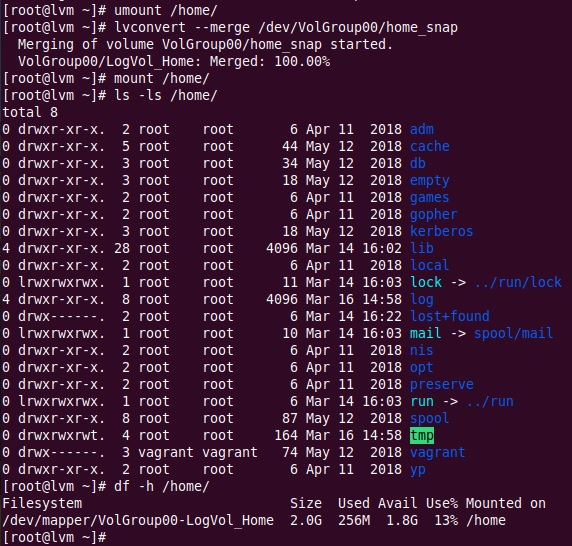 [root@lvm ~]# umount /home/
[root@lvm ~]# lvconvert --merge /dev/VolGroup00/home_snap
  Merging of volume VolGroup00/home_snap started.
  VolGroup00/LogVol_Home: Merged: 100.00%
[root@lvm ~]# mount /home/
[root@lvm ~]# ls -ls /home/
total 8
0 drwxr-xr-x.  2 root    root       6 Apr 11  2018 adm
0 drwxr-xr-x.  5 root    root      44 May 12  2018 cache
0 drwxr-xr-x.  3 root    root      34 May 12  2018 db
0 drwxr-xr-x.  3 root    root      18 May 12  2018 empty
0 drwxr-xr-x.  2 root    root       6 Apr 11  2018 games
0 drwxr-xr-x.  2 root    root       6 Apr 11  2018 gopher
0 drwxr-xr-x.  3 root    root      18 May 12  2018 kerberos
4 drwxr-xr-x. 28 root    root    4096 Mar 14 16:02 lib
0 drwxr-xr-x.  2 root    root       6 Apr 11  2018 local
0 lrwxrwxrwx.  1 root    root      11 Mar 14 16:03 lock -> ../run/lock
4 drwxr-xr-x.  8 root    root    4096 Mar 16 14:58 log
0 drwx------.  2 root    root       6 Mar 14 16:22 lost+found
0 lrwxrwxrwx.  1 root    root      10 Mar 14 16:03 mail -> spool/mail
0 drwxr-xr-x.  2 root    root       6 Apr 11  2018 nis
0 drwxr-xr-x.  2 root    root       6 Apr 11  2018 opt
0 drwxr-xr-x.  2 root    root       6 Apr 11  2018 preserve
0 lrwxrwxrwx.  1 root    root       6 Mar 14 16:03 run -> ../run
0 drwxr-xr-x.  8 root    root      87 May 12  2018 spool
0 drwxrwxrwt.  4 root    root     164 Mar 16 14:58 tmp
0 drwx------.  3 vagrant vagrant   74 May 12  2018 vagrant
0 drwxr-xr-x.  2 root    root       6 Apr 11  2018 yp
[root@lvm ~]# df -h /home/
Filesystem                       Size  Used Avail Use% Mounted on
/dev/mapper/VolGroup00-LogVol_Home  2.0G  256M  1.8G  13% /home
[root@lvm ~]#